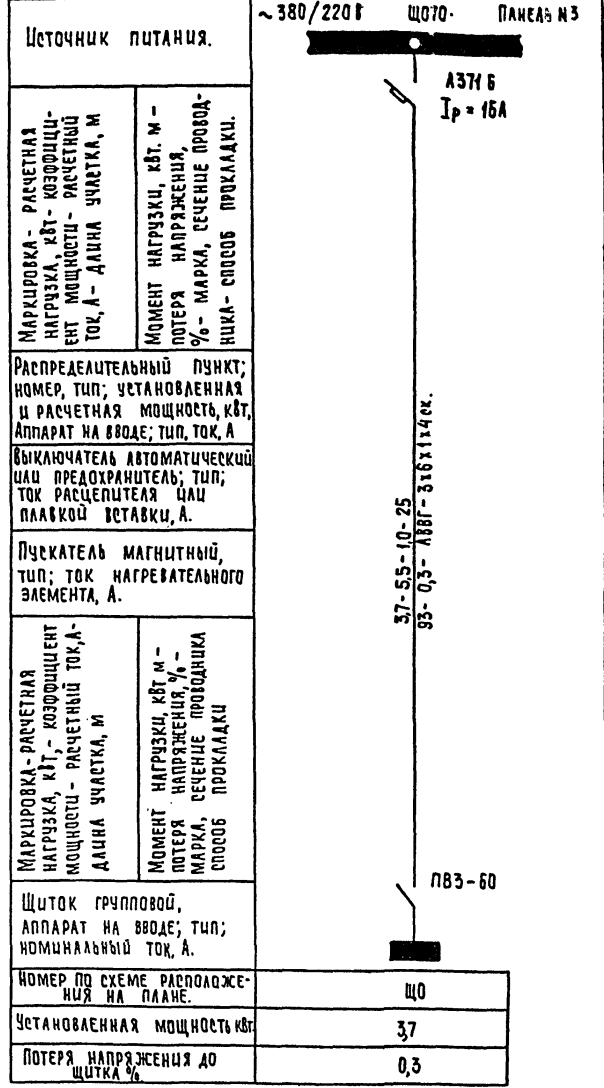 Источник питания.
~380/220В ЩО70- Панель N3
А371 Б
Iр = 16А
Маркировка- расчетная
нагрузка, кВт- коэффици-
ент мощности- расчетный
ток, А- длина участка, м
Момент нагрузки, кВт. м -
потеря напряжения,
%- марка, сечение провод-
ника- способ прокладки.
Распределительный пункт;
номер, тип; установленная
и расчетная мощность, кВт,
Аппарат на вводе; тип, ток, А
Выключатель автоматический
или предохранитель; тип;
ток расцепителя или
плавкой вставки, А.
Пускатель магнитный,
тип; ток нагревательного
элемента, А.
3,7- 5,5- 1,0- 25
93- 0,3- АВВГ- 3х6х1х4ск.
Маркировка- расчетная
нагрузка, кВт,- коэффициент
мощности- расчетный ток,А-
длина участка, м
Момент нагрузки, кВт м -
потеря напряжения, % -
марка, сечение проводника
способ прокладки
Щиток групповой,
аппарат на вводе; тип;
номинальный ток, А.
ПВ3-60
Номер по схеме расположе-
ния на плане.
ЩО
Установленная мощность кВт
3,7
Потеря напряжения до
щитка %
0,3